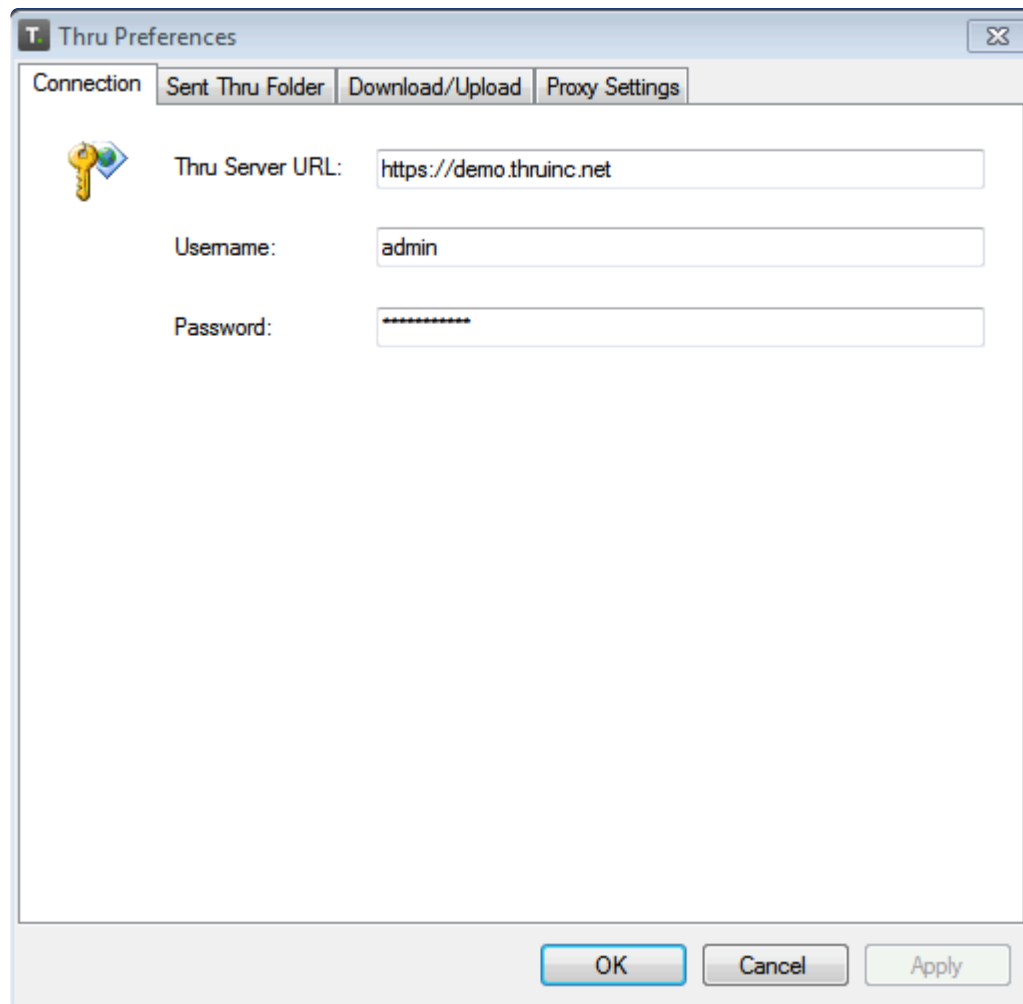 T. Thru Preferences
Connection Sent Thru Folder Download/Upload Proxy Settings
Thru Server URL: https://demo.thruinc.net
Username: admin
Password: ***********
OK Cancel Apply